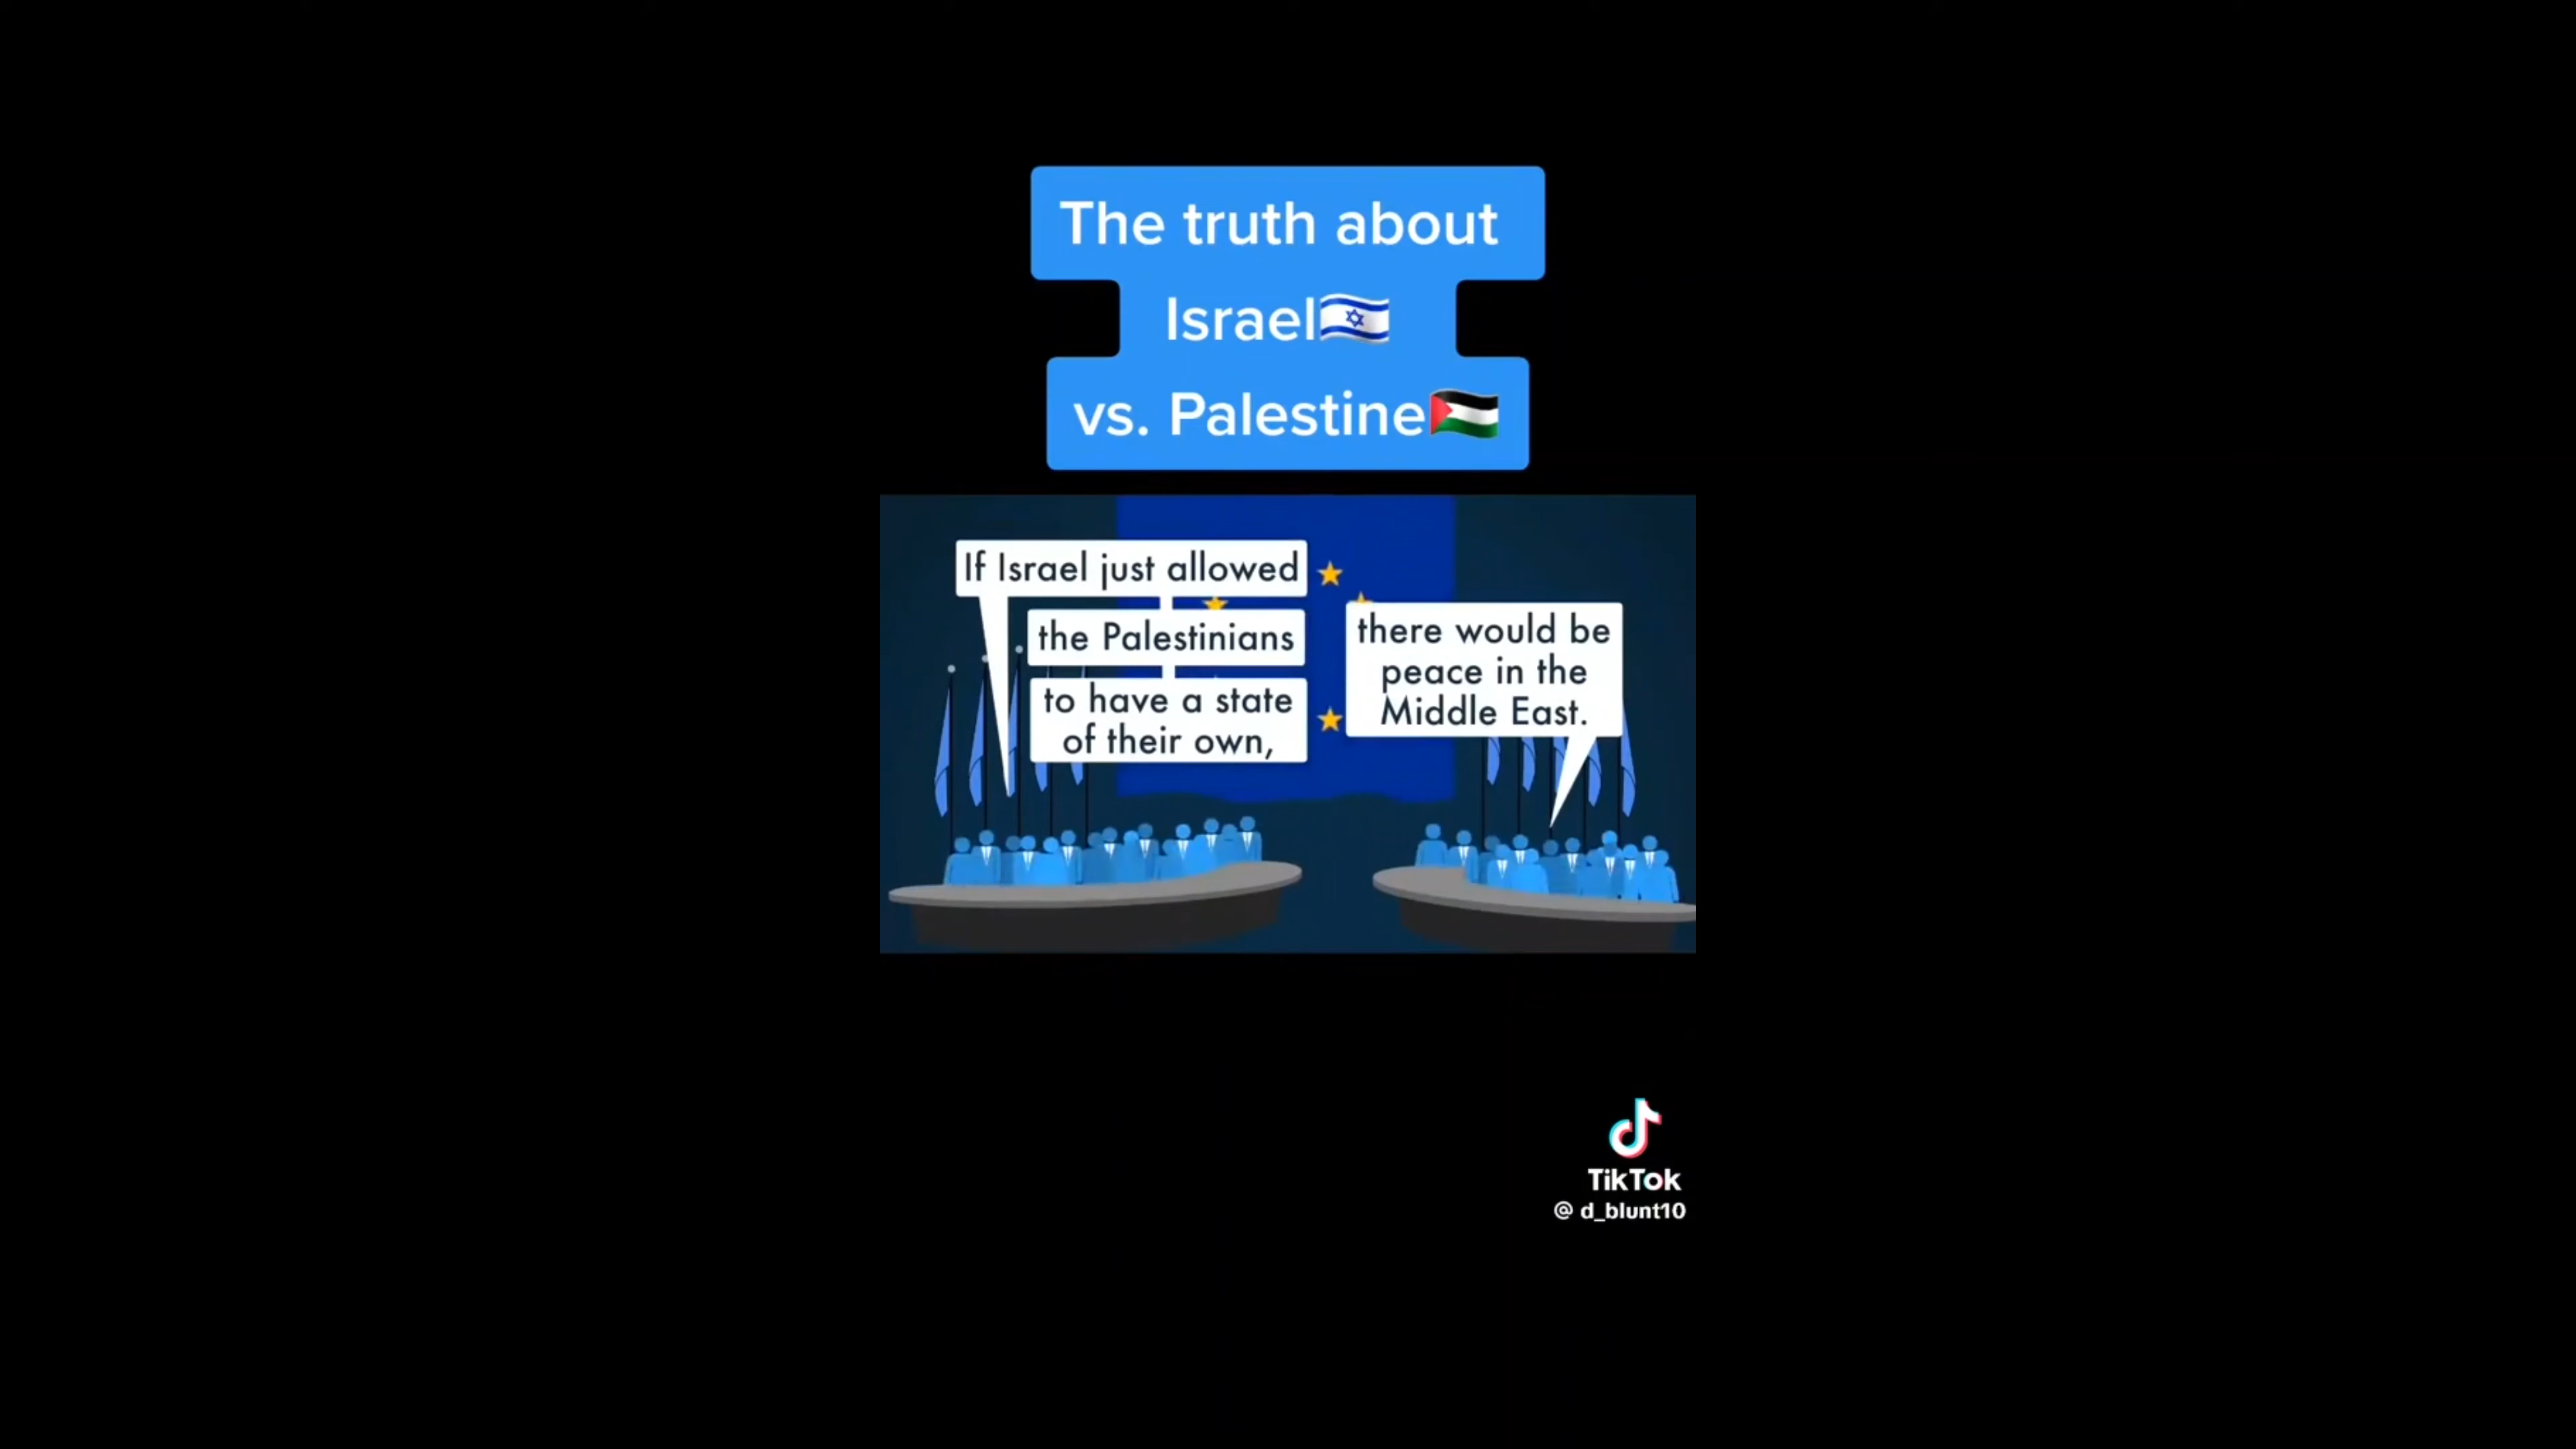 The truth about
Israel🇮🇱
vs. Palestine🇵🇸
If Israel just allowed
the Palestinians
to have a state
of their own,
there would be
peace in the
Middle East.
TikTok
@ d_blunt10